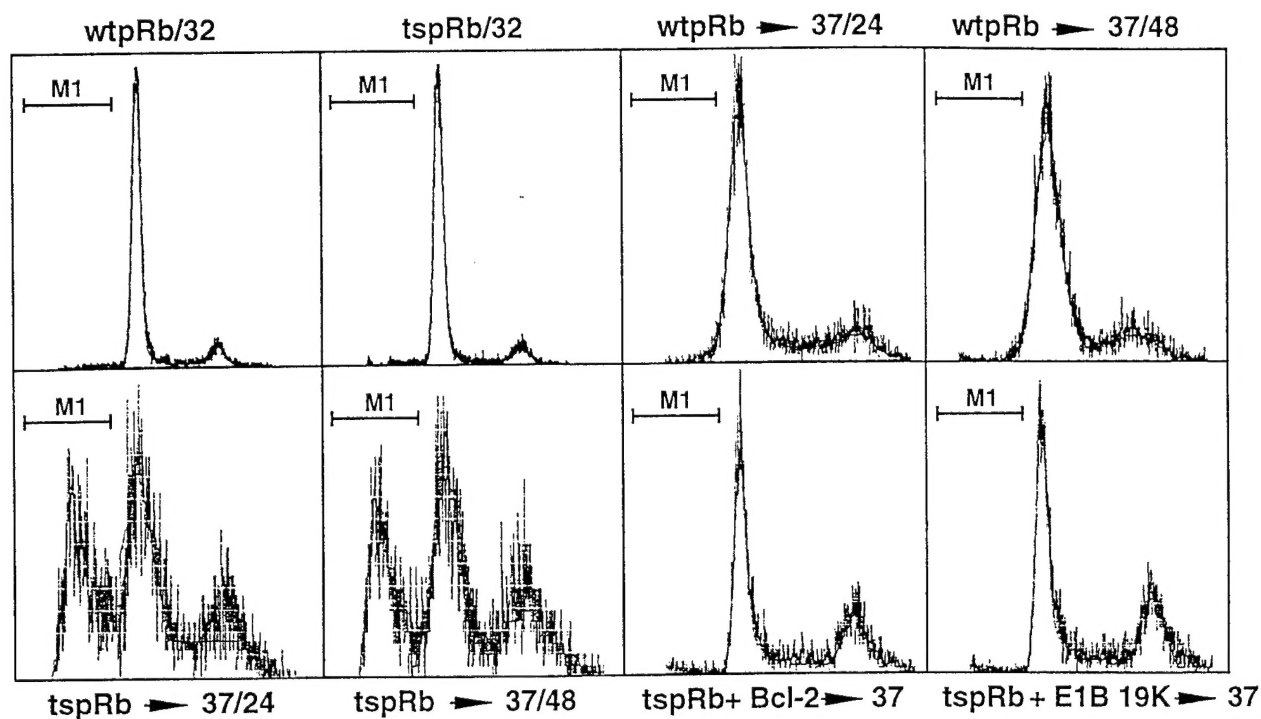 wtpRb/32 tspRb/32 wtpRb → 37/24 wtpRb → 37/48
M1 M1 M1 M1
M1 M1 M1 M1
tspRb → 37/24 tspRb → 37/48 tspRb+ Bcl-2 → 37 tspRb + E1B 19K → 37